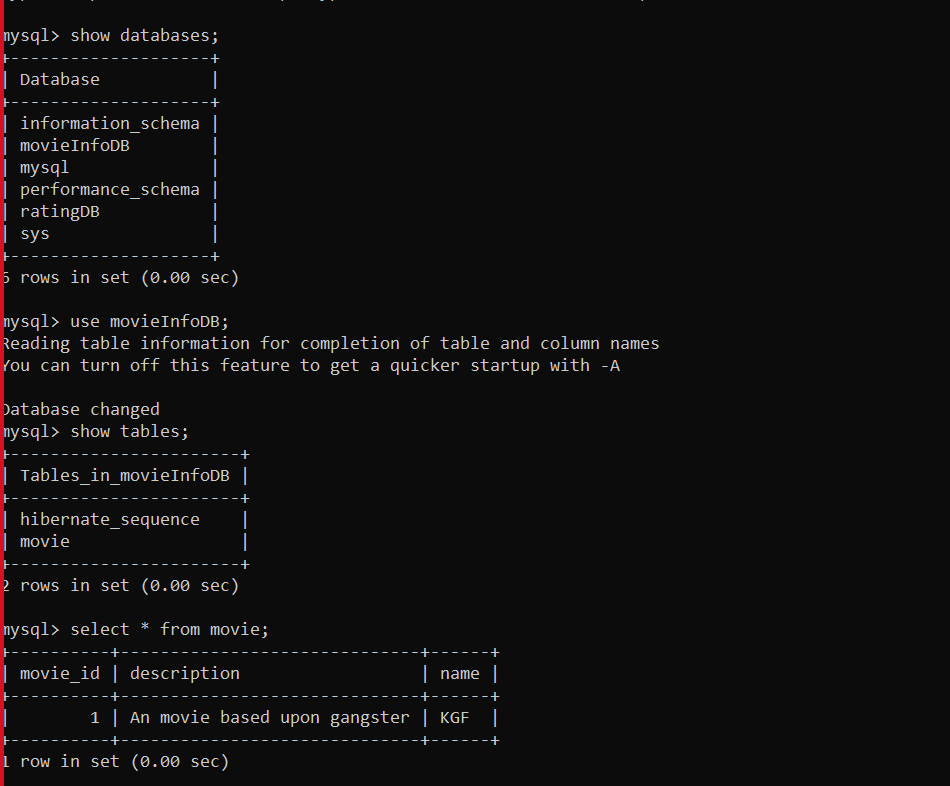 mysql> show databases;
+--------------------+
| Database           |
+--------------------+
| information_schema |
| movieInfoDB        |
| mysql              |
| performance_schema |
| ratingDB           |
| sys                |
+--------------------+
6 rows in set (0.00 sec)
mysql> use movieInfoDB;
Reading table information for completion of table and column names
You can turn off this feature to get a quicker startup with -A
Database changed
mysql> show tables;
+-----------------------+
| Tables_in_movieInfoDB |
+-----------------------+
| hibernate_sequence    |
| movie                 |
+-----------------------+
2 rows in set (0.00 sec)
mysql> select * from movie;
+----------+------------------------------+------+
| movie_id | description                  | name |
+----------+------------------------------+------+
|        1 | An movie based upon gangster | KGF  |
+----------+------------------------------+------+
1 row in set (0.00 sec)